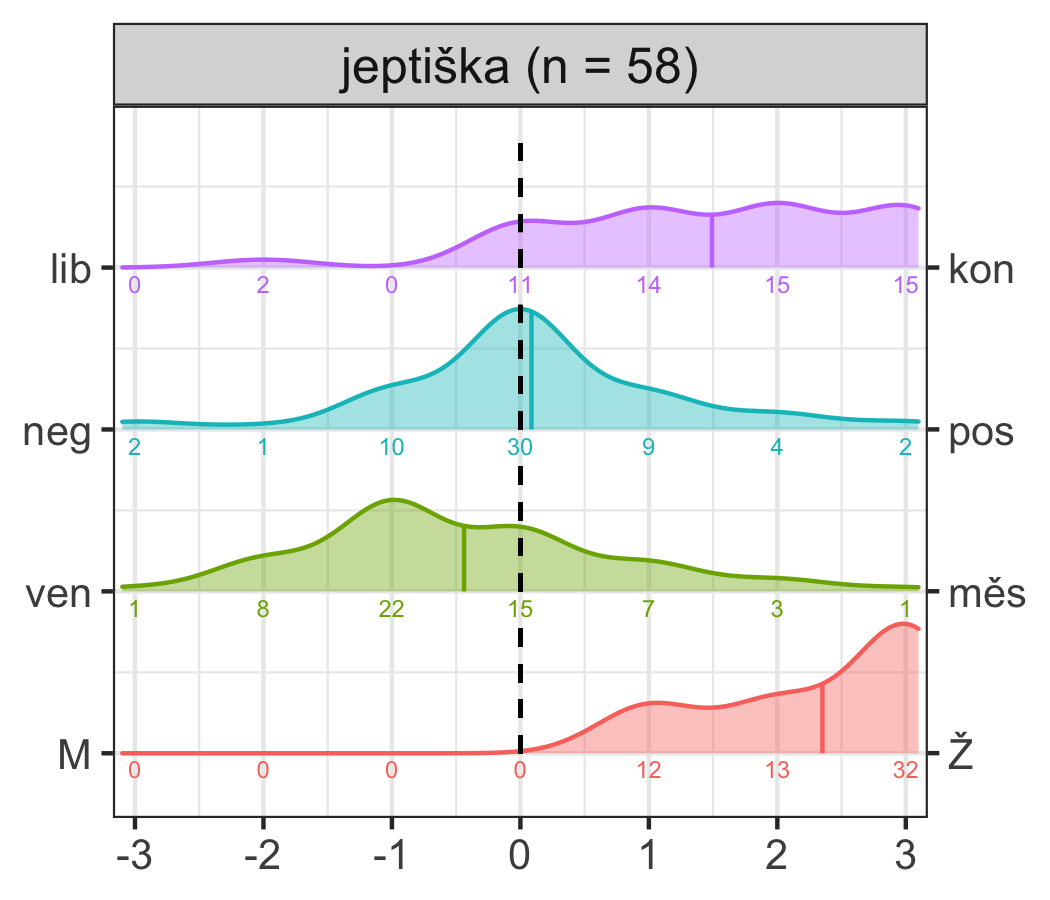 jeptiška (n = 58)
lib kon
0 2 0 11 14 15 15
neg pos
2 1 10 30 9 4 2
ven měs
1 8 22 15 7 3 1
M Ž
0 0 0 0 12 13 32
-3 -2 -1 0 1 2 3